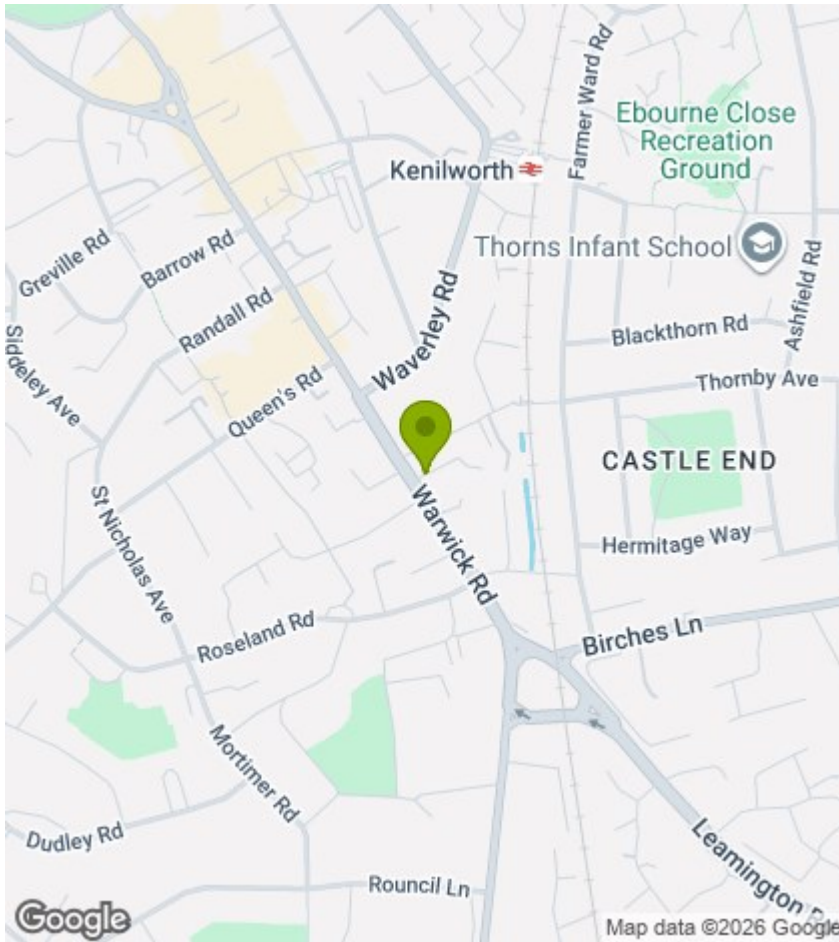 Farmer Ward Rd
Ebourne Close
Recreation
Ground
Kenilworth
Thorns Infant School
Greville Rd
Barrow Rd
Ashfield Rd
Randall Rd
Waverley Rd
Blackthorn Rd
Siddeley Ave
Queen's Rd
Thornby Ave
CASTLE END
St Nicholas Ave
Warwick Rd
Hermitage Way
Roseland Rd
Birches Ln
Mortimer Rd
Dudley Rd
Leamington R
Rouncil Ln
Google
Map data ©2026 Google